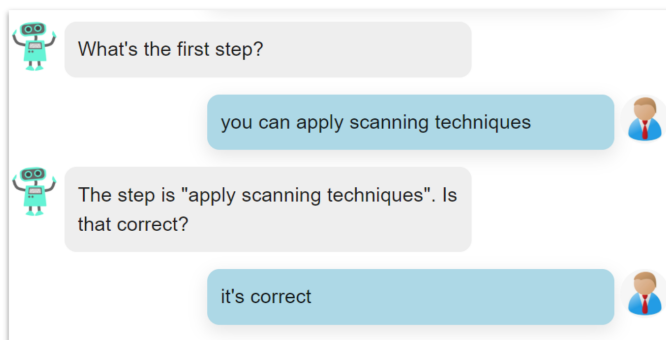 What's the first step?
you can apply scanning techniques
The step is "apply scanning techniques". Is
that correct?
it's correct